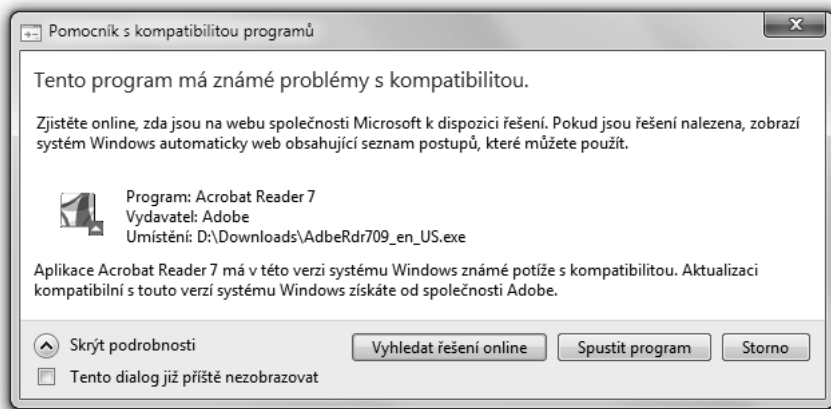 Pomocník s kompatibilitou programů
Tento program má známé problémy s kompatibilitou.
Zjistěte online, zda jsou na webu společnosti Microsoft k dispozici řešení. Pokud jsou řešení nalezena, zobrazí
systém Windows automaticky web obsahující seznam postupů, které můžete použít.
Program: Acrobat Reader 7
Vydavatel: Adobe
Umístění: D:\Downloads\AdbeRdr709_en_US.exe
Aplikace Acrobat Reader 7 má v této verzi systému Windows známé potíže s kompatibilitou. Aktualizaci
kompatibilní s touto verzí systému Windows získáte od společnosti Adobe.
Skrýt podrobnosti
Vyhledat řešení online
Spustit program
Storno
Tento dialog již příště nezobrazovat